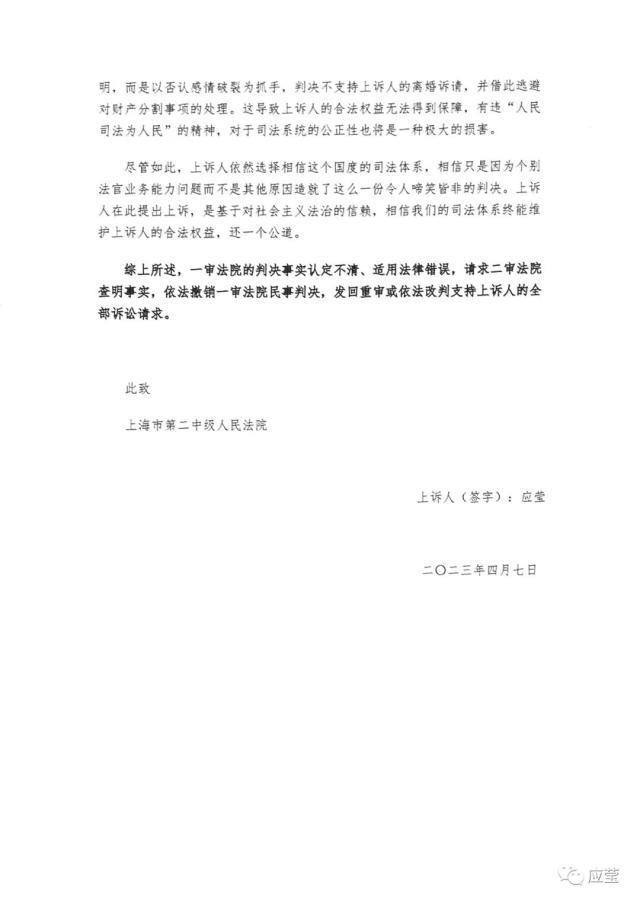 明，而是以否认感情破裂为抓手，判决不支持上诉人的离婚诉请，并借此逃避
对财产分割事项的处理。这导致上诉人的合法权益无法得到保障，有违“人民
司法为人民”的精神，对于司法系统的公正性也将是一种极大的损害。
尽管如此，上诉人依然选择相信这个国度的司法体系，相信只是因为个别
法官业务能力问题而不是其他原因造就了这么一份令人啼笑皆非的判决。上诉
人在此提出上诉，是基于对社会主义法治的信赖，相信我们的司法体系终能维
护上诉人的合法权益，还一个公道。
综上所述，一审法院的判决事实认定不清、适用法律错误，请求二审法院
查明事实，依法撤销一审法院民事判决，发回重审或依法改判支持上诉人的全
部诉讼请求。
此致
上海市第二中级人民法院
上诉人（签字）：应莹
二〇二三年四月七日
应莹